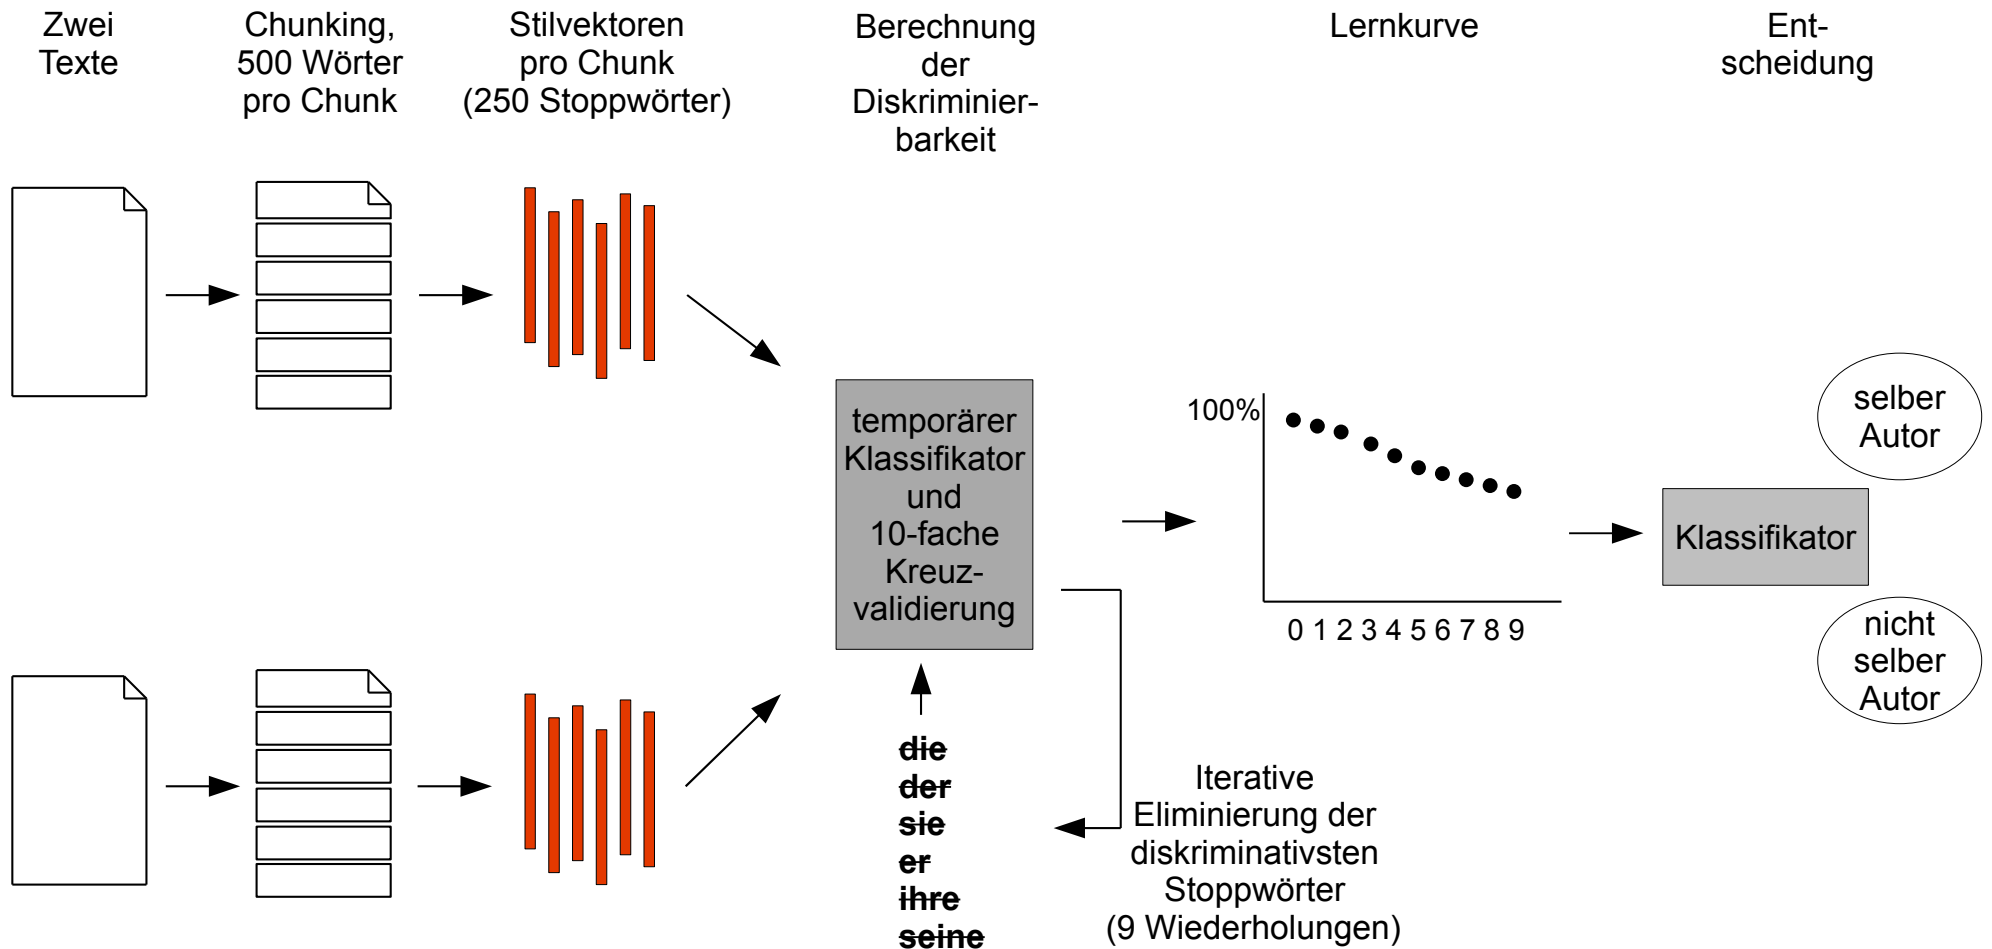 Zwei
Texte
Chunking,
500 Wörter
pro Chunk
Stilvektoren
pro Chunk
(250 Stoppwörter)
Berechnung
der
Diskriminier-
barkeit
Lernkurve
Ent-
scheidung
temporärer
Klassifikator
und
10-fache
Kreuz-
validierung
die
der
sie
er
ihre
seine
Iterative
Eliminierung der
diskriminativsten
Stoppwörter
(9 Wiederholungen)
100%
0 1 2 3 4 5 6 7 8 9
Klassifikator
selber
Autor
nicht
selber
Autor